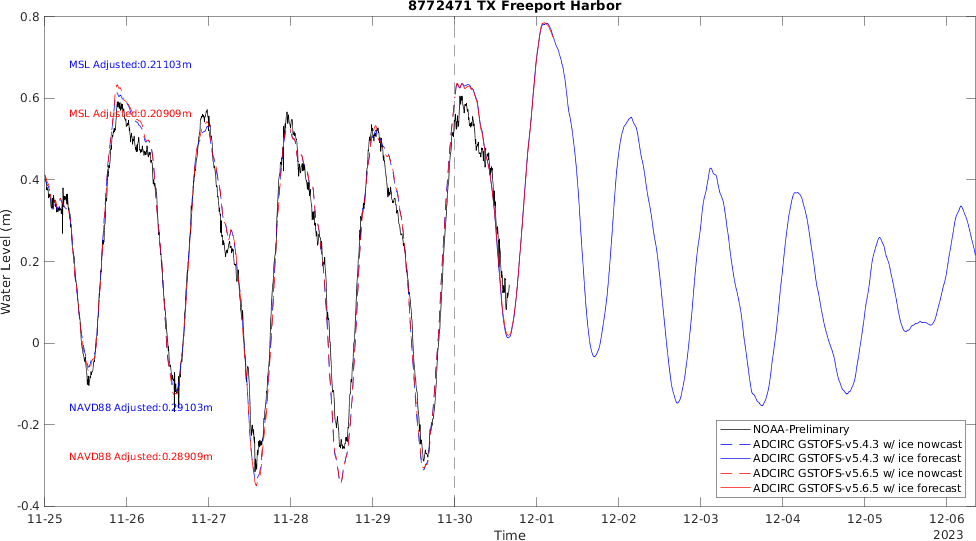 8772471 TX Freeport Harbor
0.8
MSL Adjusted:0.21103m
0.6
MSL Adjusted:0.20909m
0.4
Water Level (m)
0.2
0
NAVD88 Adjusted:0.29103m
-0.2
NAVD88 Adjusted:0.28909m
-0.4
NOAA-Preliminary
ADCIRC GSTOFS-v5.4.3 w/ ice nowcast
ADCIRC GSTOFS-v5.4.3 w/ ice forecast
ADCIRC GSTOFS-v5.6.5 w/ ice nowcast
ADCIRC GSTOFS-v5.6.5 w/ ice forecast
11-25 11-26 11-27 11-28 11-29 11-30 12-01 12-02 12-03 12-04 12-05 12-06
Time
2023